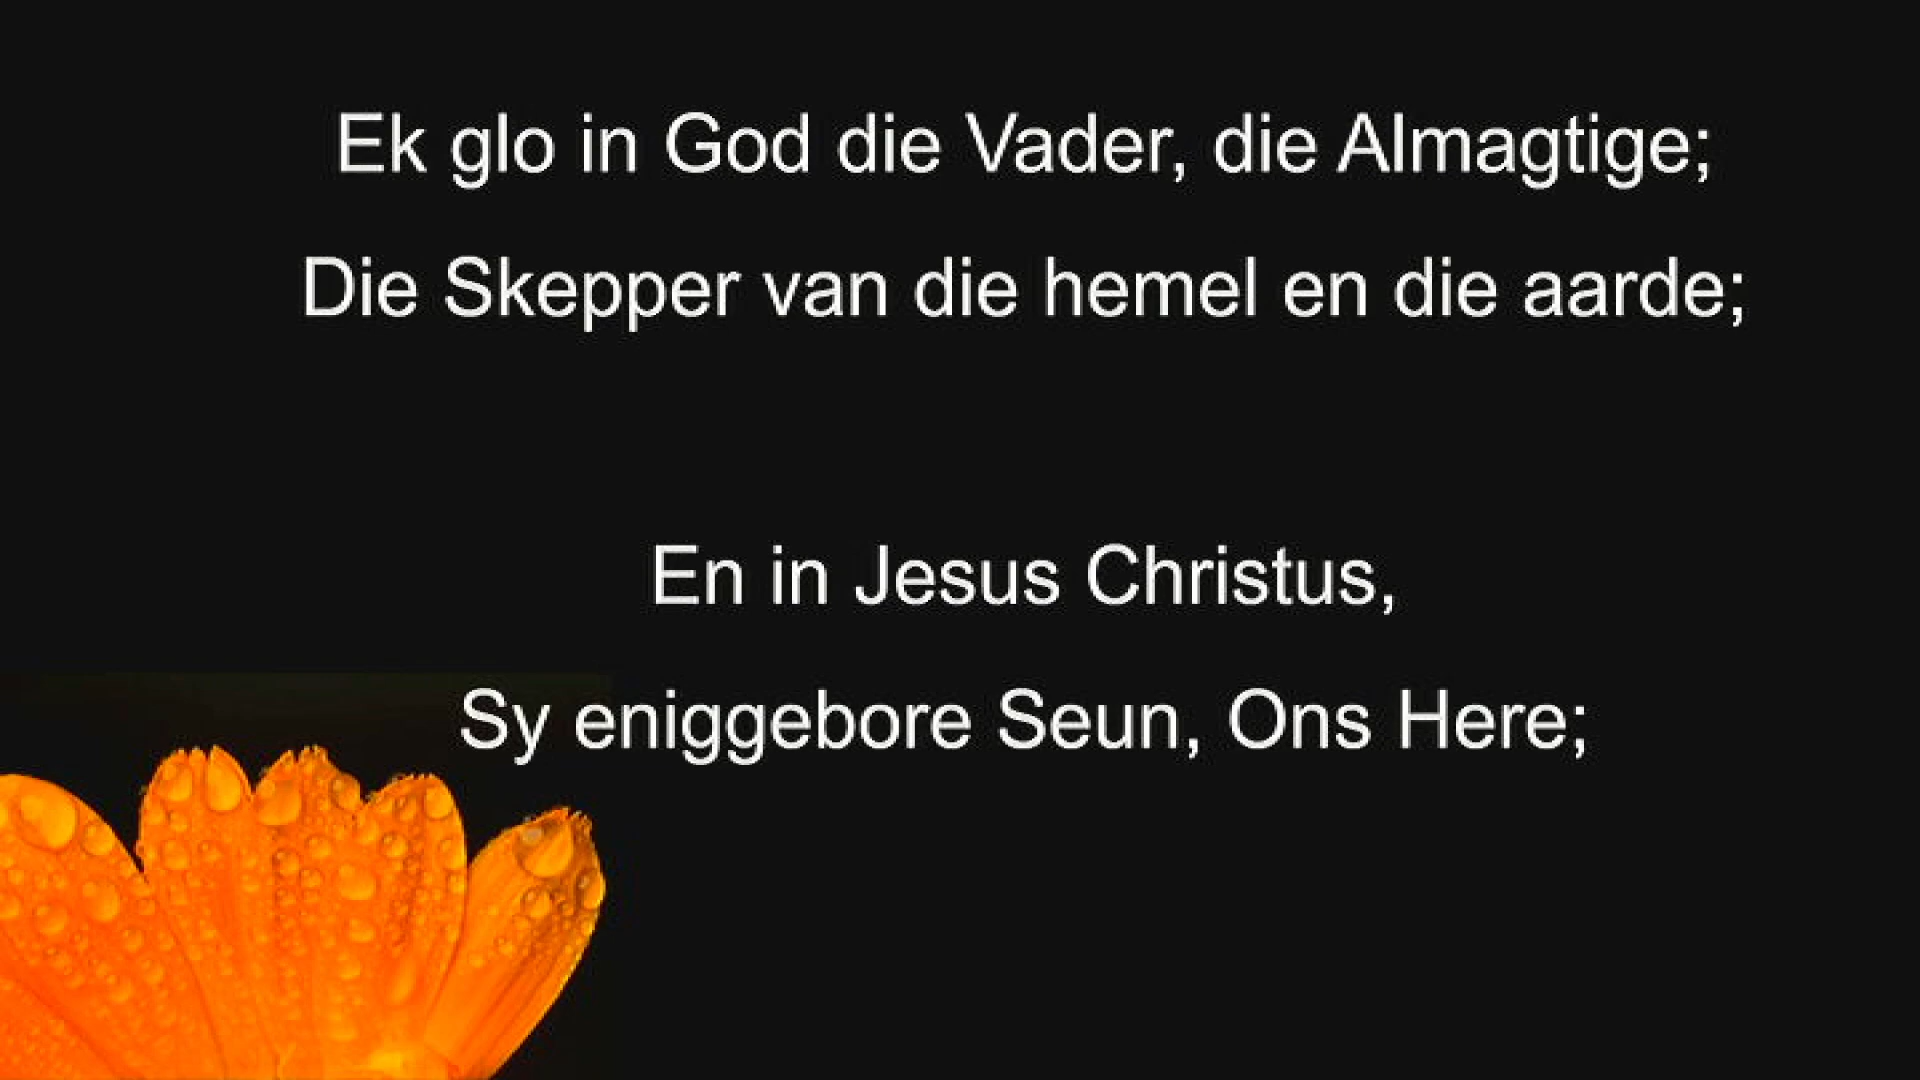 Ek glo in God die Vader, die Almagtige;
Die Skepper van die hemel en die aarde;
En in Jesus Christus,
Sy eniggebore Seun, Ons Here;